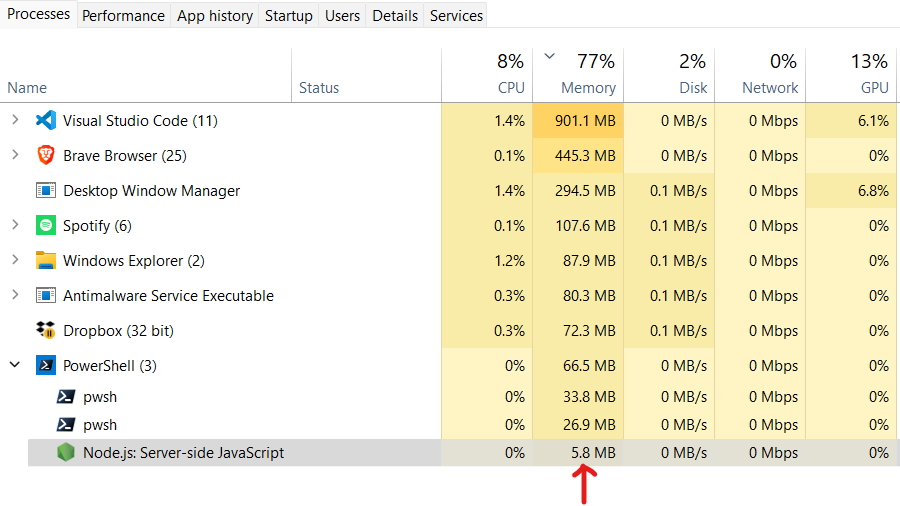 Processes Performance App history Startup Users Details Services
8% 77% 2% 0% 13%
Name Status CPU Memory Disk Network GPU
Visual Studio Code (11) 1.4% 901.1 MB 0 MB/s 0 Mbps 6.1%
Brave Browser (25) 0.1% 445.3 MB 0 MB/s 0 Mbps 0%
Desktop Window Manager 1.4% 294.5 MB 0.1 MB/s 0 Mbps 6.8%
Spotify (6) 0.1% 107.6 MB 0.1 MB/s 0 Mbps 0%
Windows Explorer (2) 1.2% 87.9 MB 0.1 MB/s 0 Mbps 0%
Antimalware Service Executable 0.3% 80.3 MB 0.1 MB/s 0 Mbps 0%
Dropbox (32 bit) 0.3% 72.3 MB 0.1 MB/s 0 Mbps 0%
PowerShell (3) 0% 66.5 MB 0 MB/s 0 Mbps 0%
pwsh 0% 33.8 MB 0 MB/s 0 Mbps 0%
pwsh 0% 26.9 MB 0 MB/s 0 Mbps 0%
Node.js: Server-side JavaScript 0% 5.8 MB 0 MB/s 0 Mbps 0%